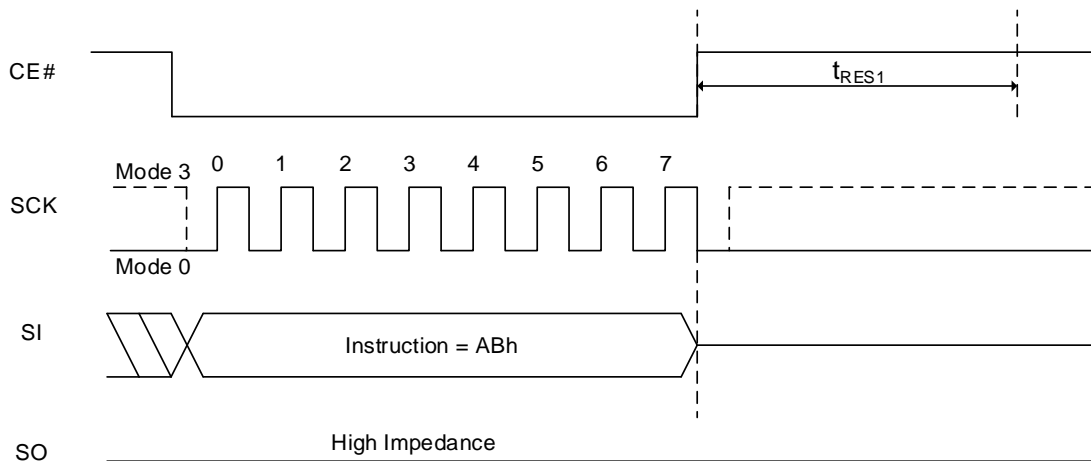 CE#
tRES1
Mode 3
0 1 2 3 4 5 6 7
SCK
Mode 0
SI
Instruction = ABh
High Impedance
SO